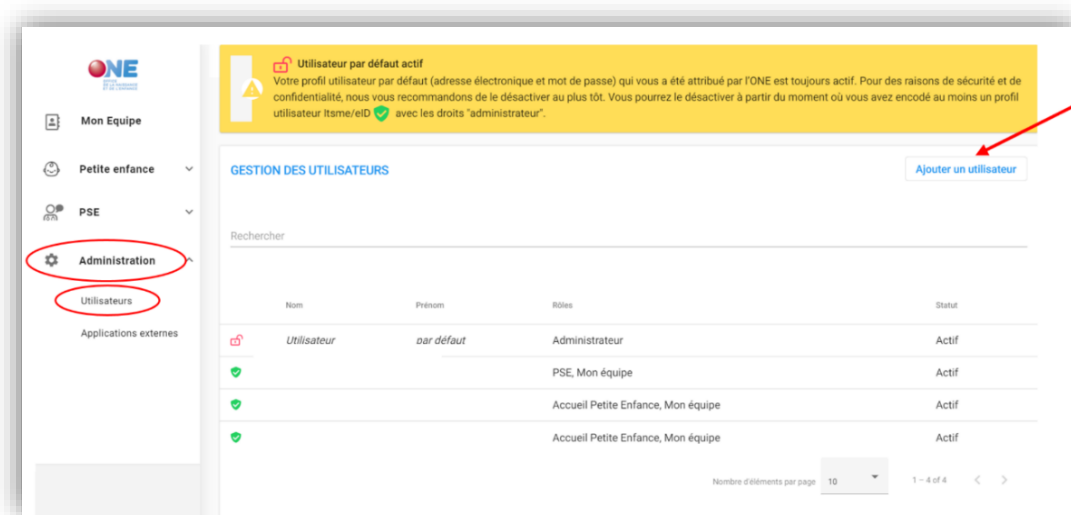 ONE
Mon Equipe
Petite enfance
PSE
Administration
Utilisateurs
Applications externes
Utilisateur par défaut actif
Votre profil utilisateur par défaut (adresse électronique et mot de passe) qui vous a été attribué par l'ONE est toujours actif. Pour des raisons de sécurité et de
confidentialité, nous vous recommandons de le désactiver au plus tôt. Vous pourrez le désactiver à partir du moment où vous avez encodé au moins un profil
utilisateur Itsme/eID avec les droits "administrateur".
GESTION DES UTILISATEURS
Ajouter un utilisateur
Rechercher
Nom Prénom Rôles Statut
Utilisateur par défaut Administrateur Actif
PSE, Mon équipe Actif
Accueil Petite Enfance, Mon équipe Actif
Accueil Petite Enfance, Mon équipe Actif
Nombre d'éléments par page 10 1 – 4 of 4